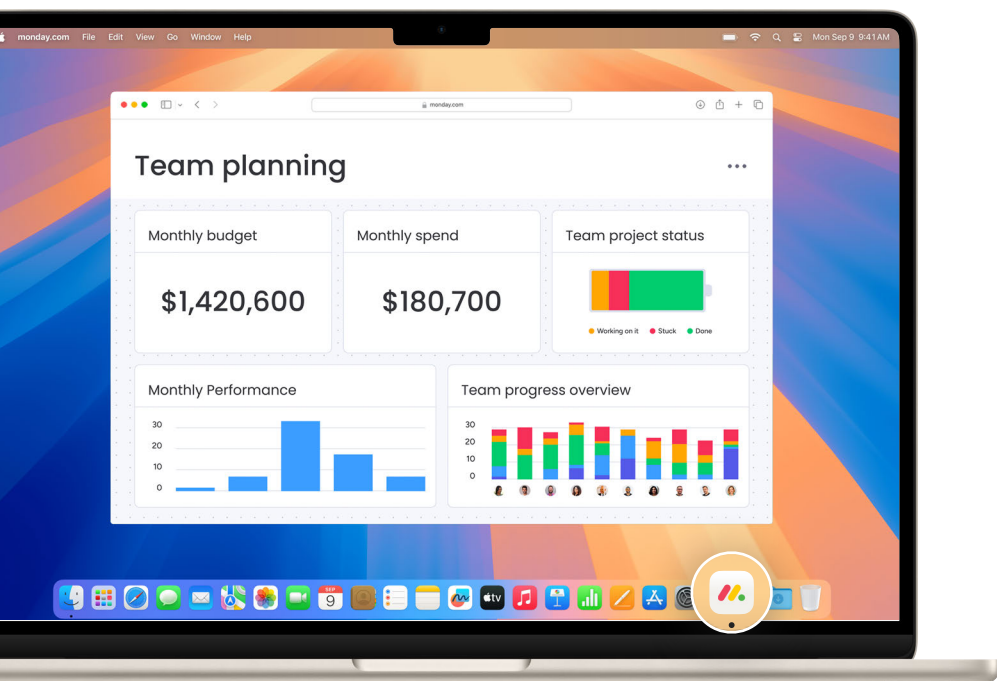 monday.com File Edit View Go Window Help
Mon Sep 9 9:41 AM
monday.com
Team planning
Monthly budget
$1,420,600
Monthly spend
$180,700
Team project status
Working on it Stuck Done
Monthly Performance
30
20
10
0
Team progress overview
30
20
10
0
SEP
9
tv